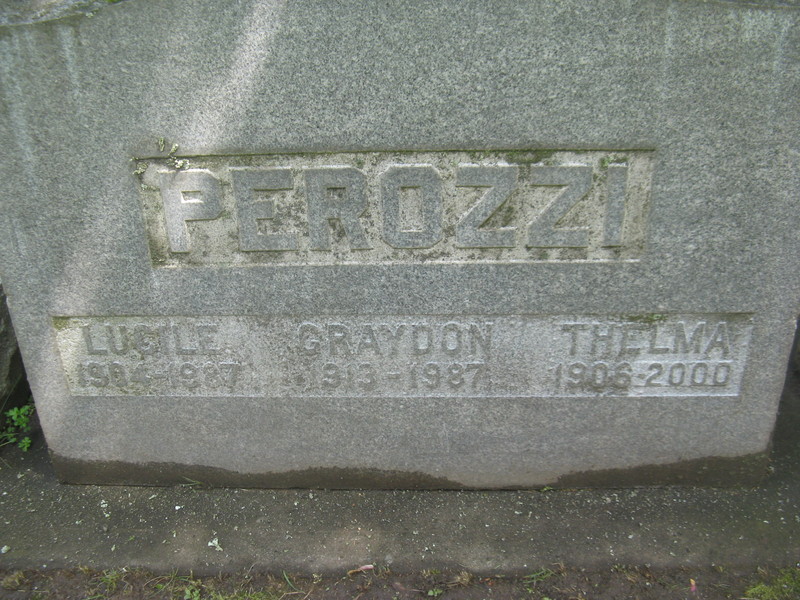 PEROZZI
LUCILE GRAYDON THELMA
1904-1987 1913-1987 1906-2000